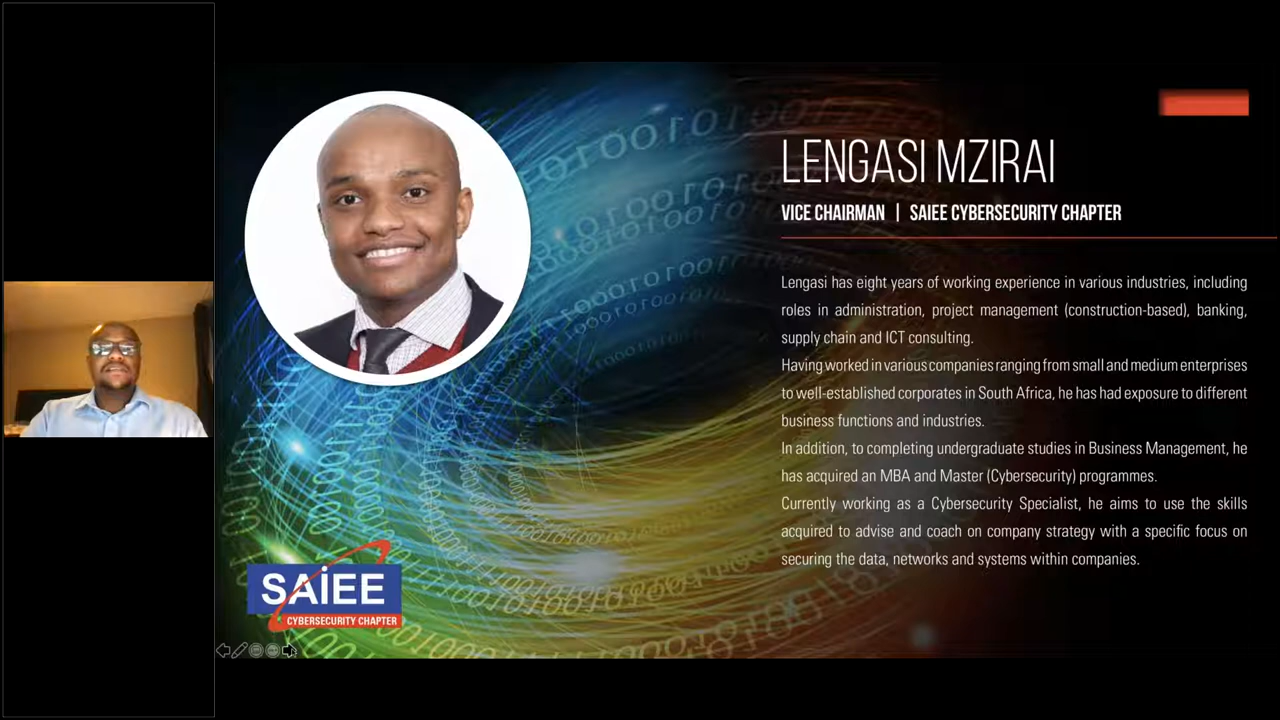 LENGASI MZIRAI
VICE CHAIRMAN | SAIEE CYBERSECURITY CHAPTER
Lengasi has eight years of working experience in various industries, including
roles in administration, project management (construction-based), banking,
supply chain and ICT consulting.
Having worked in various companies ranging from small and medium enterprises
to well-established corporates in South Africa, he has had exposure to different
business functions and industries.
In addition, to completing undergraduate studies in Business Management, he
has acquired an MBA and Master (Cybersecurity) programmes.
Currently working as a Cybersecurity Specialist, he aims to use the skills
acquired to advise and coach on company strategy with a specific focus on
securing the data, networks and systems within companies.
SAiEE
CYBERSECURITY CHAPTER